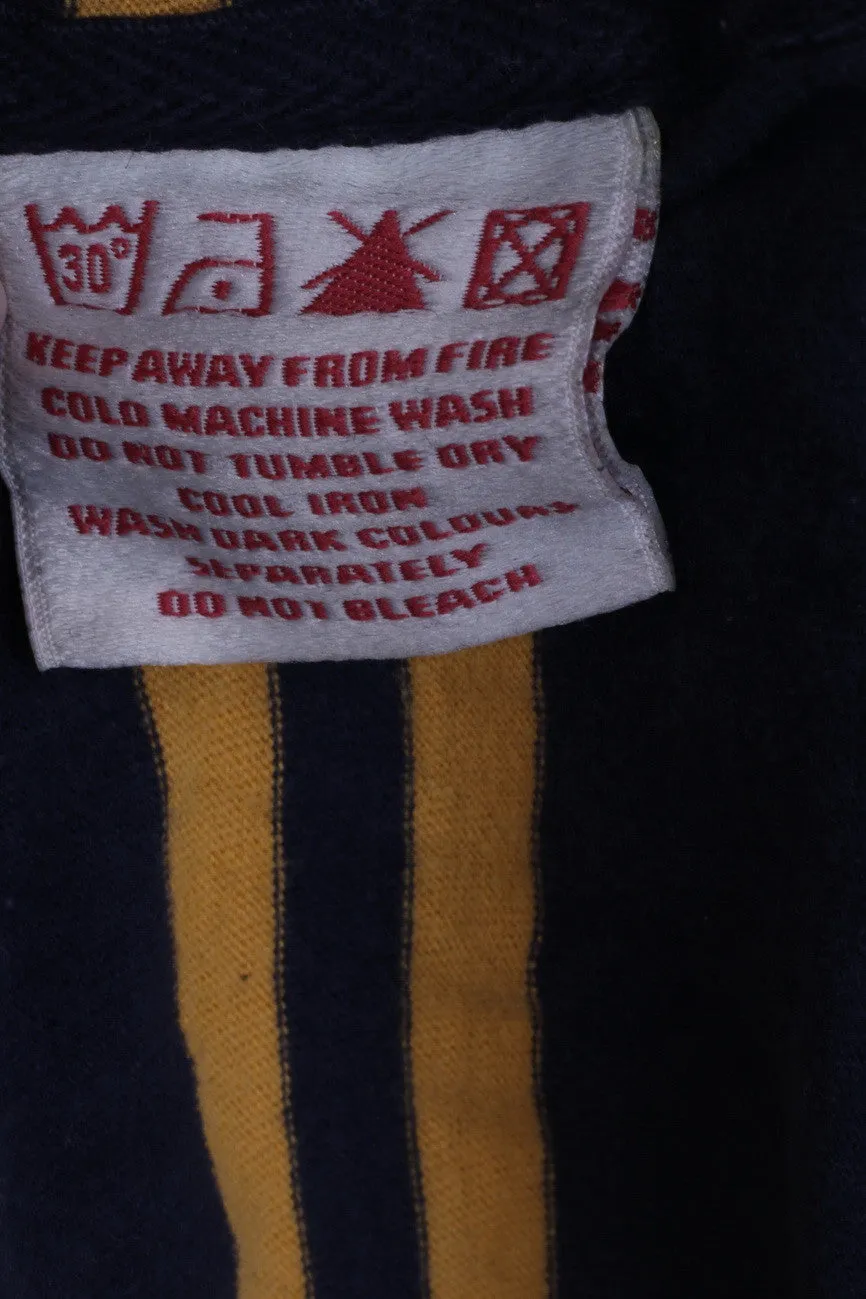 30°
KEEP AWAY FROM FIRE
COLD MACHINE WASH
DO NOT TUMBLE DRY
COOL IRON
WASH DARK COLOURS
SEPARATELY
DO NOT BLEACH